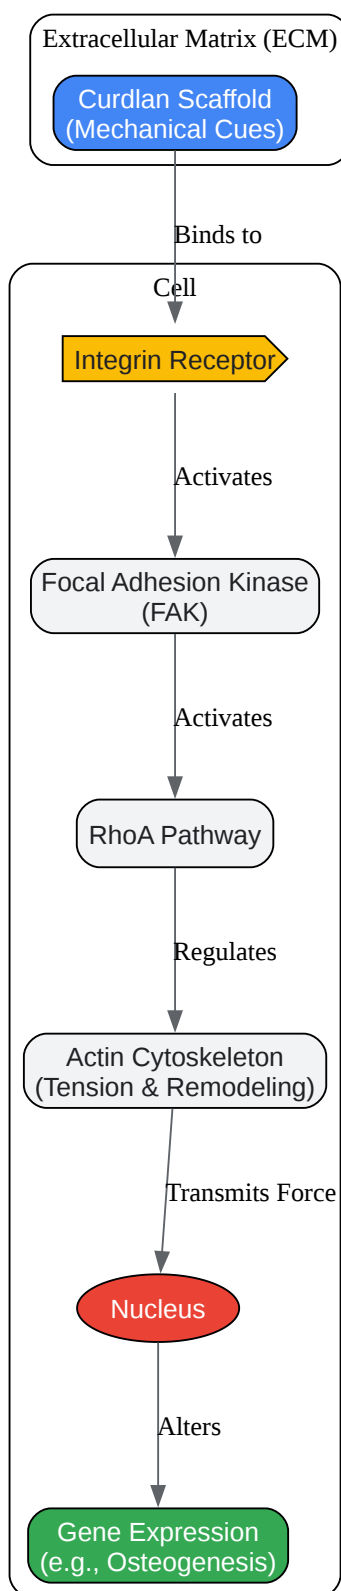 Extracellular Matrix (ECM)
Curdlan Scaffold
(Mechanical Cues)
Binds to
Cell
Integrin Receptor
Activates
Focal Adhesion Kinase
(FAK)
Activates
RhoA Pathway
Regulates
Actin Cytoskeleton
(Tension & Remodeling)
Transmits Force
Nucleus
Alters
Gene Expression
(e.g., Osteogenesis)